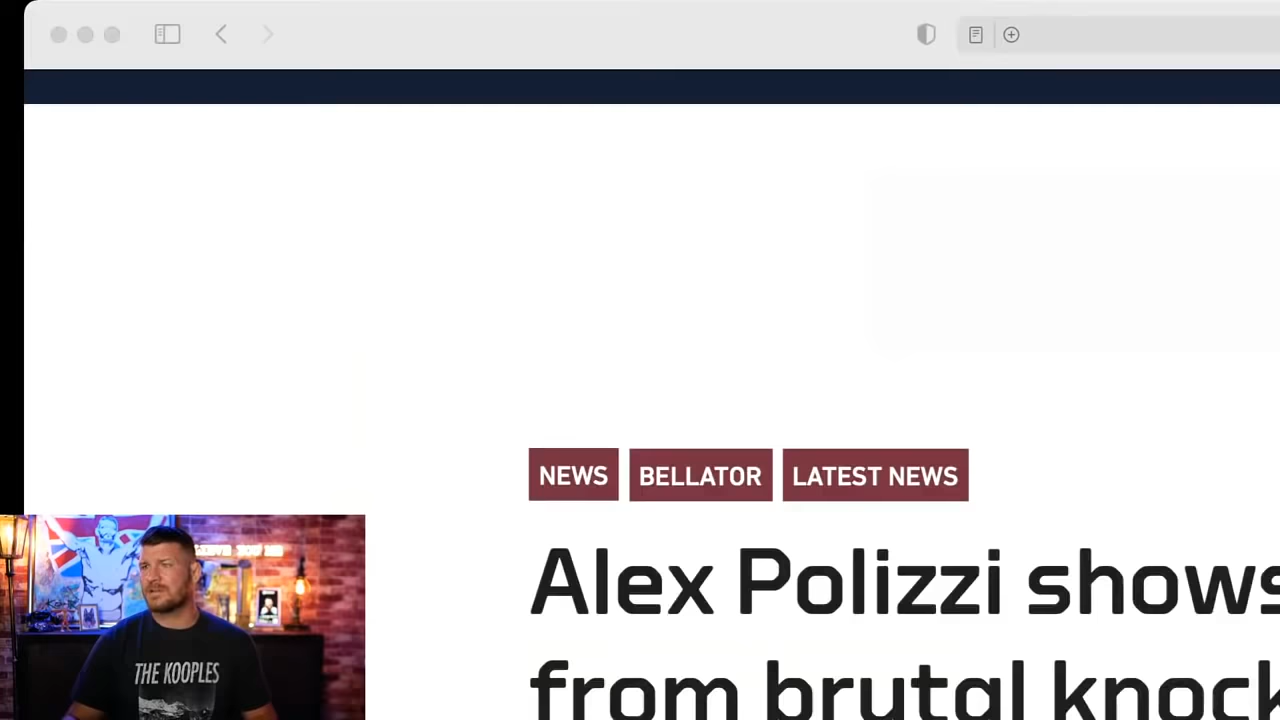 NEWS BELLATOR LATEST NEWS
Alex Polizzi shows
from brutal knock
THE KOOPLES